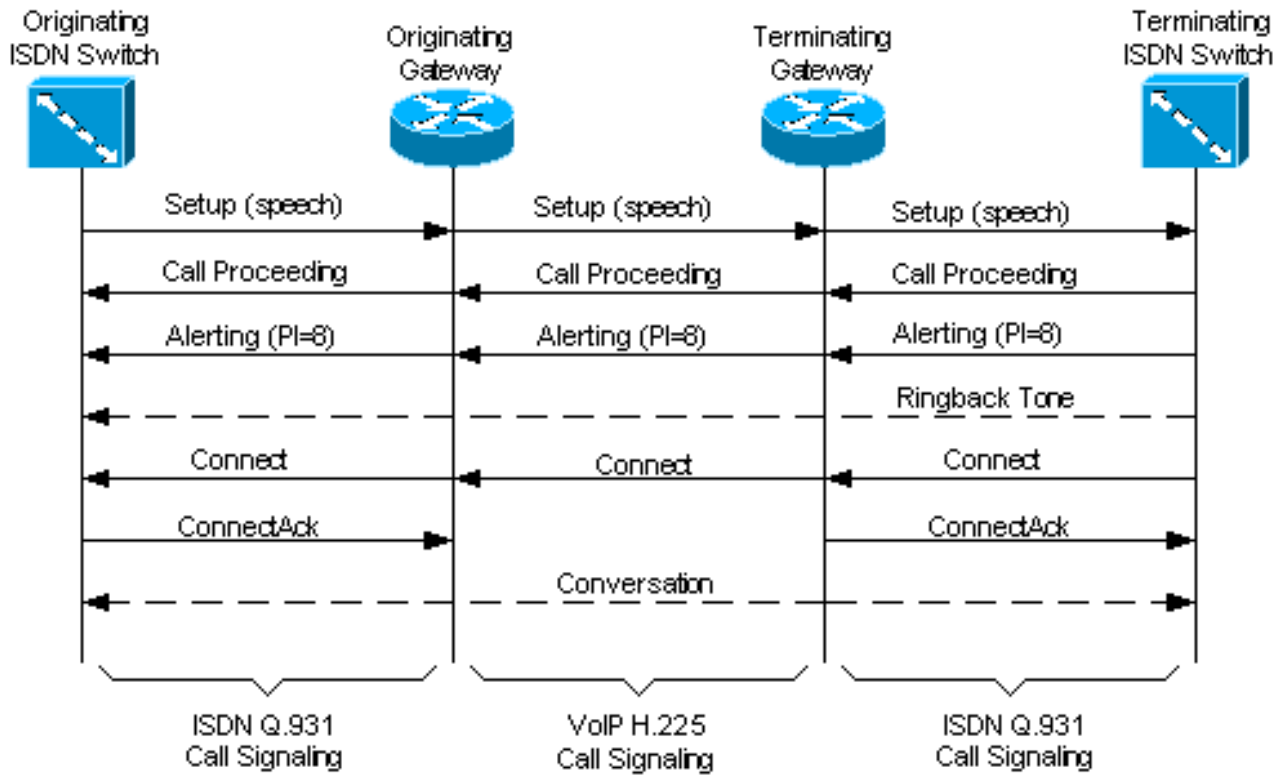 Originating
ISDN Switch
Originating
Gateway
Terminating
Gateway
Terminating
ISDN Switch
Setup (speech)
Setup (speech)
Setup (speech)
Call Proceeding
Call Proceeding
Call Proceeding
Alerting (PI=8)
Alerting (PI=8)
Alerting (PI=8)
Ringback Tone
Connect
Connect
Connect
ConnectAck
ConnectAck
Conversation
ISDN Q.931
Call Signaling
VoIP H.225
Call Signaling
ISDN Q.931
Call Signaling